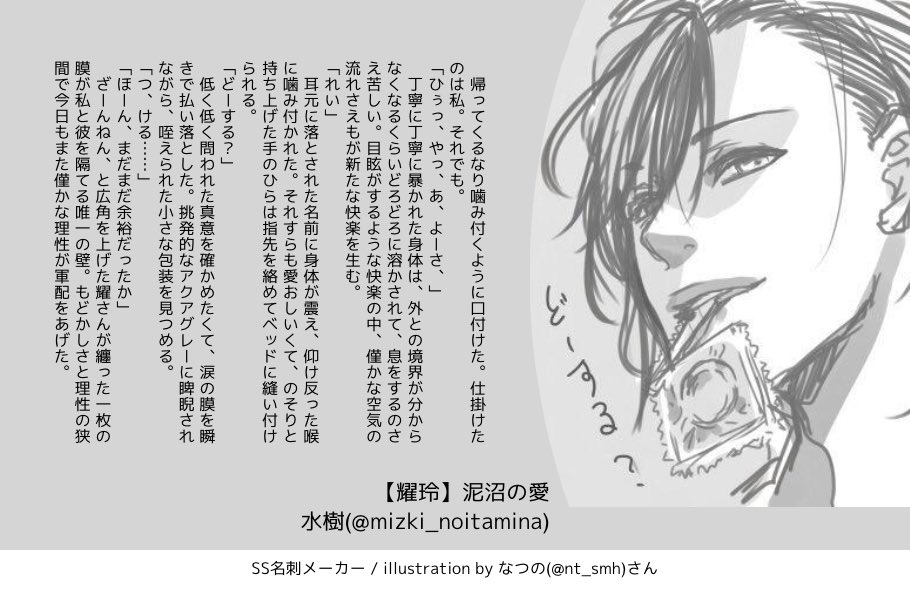 帰ってくるなり噛み付くように口付けた。仕掛けた
のは私。それでも。
「ひぅっ、やっ、あ、よーさ、」
丁寧に丁寧に暴かれた身体は、外との境界が分から
なくなるくらいどろどろに溶かされて、息をするのさ
え苦しい。目眩がするような快楽の中、僅かな空気の
流れさえもが新たな快楽を生む。
「れい」
耳元に落とされた名前に身体が震え、仰け反った喉
に噛み付かれた。それすらも愛おしいくて、のそりと
持ち上げた手のひらは指先を絡めてベッドに縫い付け
られる。
「どーする?」
低く低く問われた真意を確かめたくて、涙の膜を瞬
きで払い落とした。挑発的なアクアグレーに睥睨され
ながら、咥えられた小さな包装を見つめる。
「つ、ける……」
「ほーん、まだまだ余裕だったか」
ざーんねん、と広角を上げた耀さんが纏った一枚の
膜が私と彼を隔てる唯一の壁。もどかしさと理性の狭
間で今日もまた僅かな理性が軍配をあげた。
どーする?
【耀玲】泥沼の愛
水樹(@mizki_noitamina)
SS名刺メーカー / illustration by なつの(@nt_smh)さん